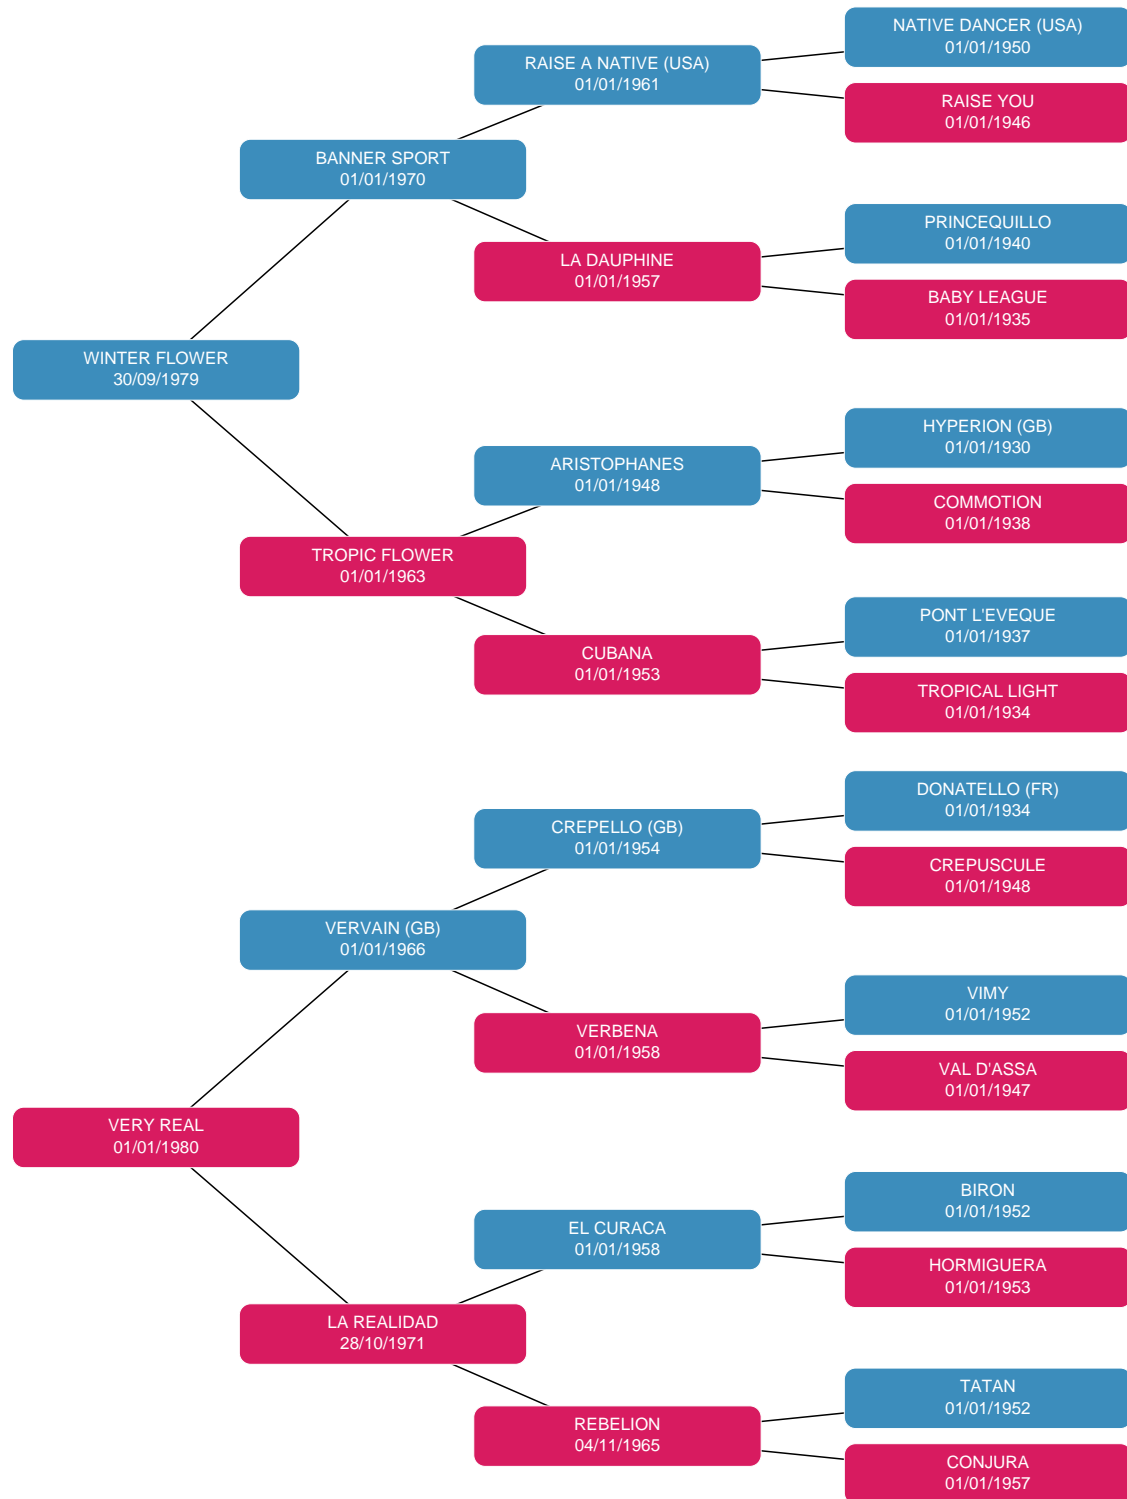 NATIVE DANCER (USA)
01/01/1950
RAISE A NATIVE (USA)
01/01/1961
RAISE YOU
01/01/1946
BANNER SPORT
01/01/1970
PRINCEQUILLO
01/01/1940
LA DAUPHINE
01/01/1957
BABY LEAGUE
01/01/1935
WINTER FLOWER
30/09/1979
HYPERION (GB)
01/01/1930
ARISTOPHANES
01/01/1948
COMMOTION
01/01/1938
TROPIC FLOWER
01/01/1963
PONT L'EVEQUE
01/01/1937
CUBANA
01/01/1953
TROPICAL LIGHT
01/01/1934
DONATELLO (FR)
01/01/1934
CREPELLO (GB)
01/01/1954
CREPUSCULE
01/01/1948
VERVAIN (GB)
01/01/1966
VIMY
01/01/1952
VERBENA
01/01/1958
VAL D'ASSA
01/01/1947
VERY REAL
01/01/1980
BIRON
01/01/1952
EL CURACA
01/01/1958
HORMIGUERA
01/01/1953
LA REALIDAD
28/10/1971
TATAN
01/01/1952
REBELION
04/11/1965
CONJURA
01/01/1957